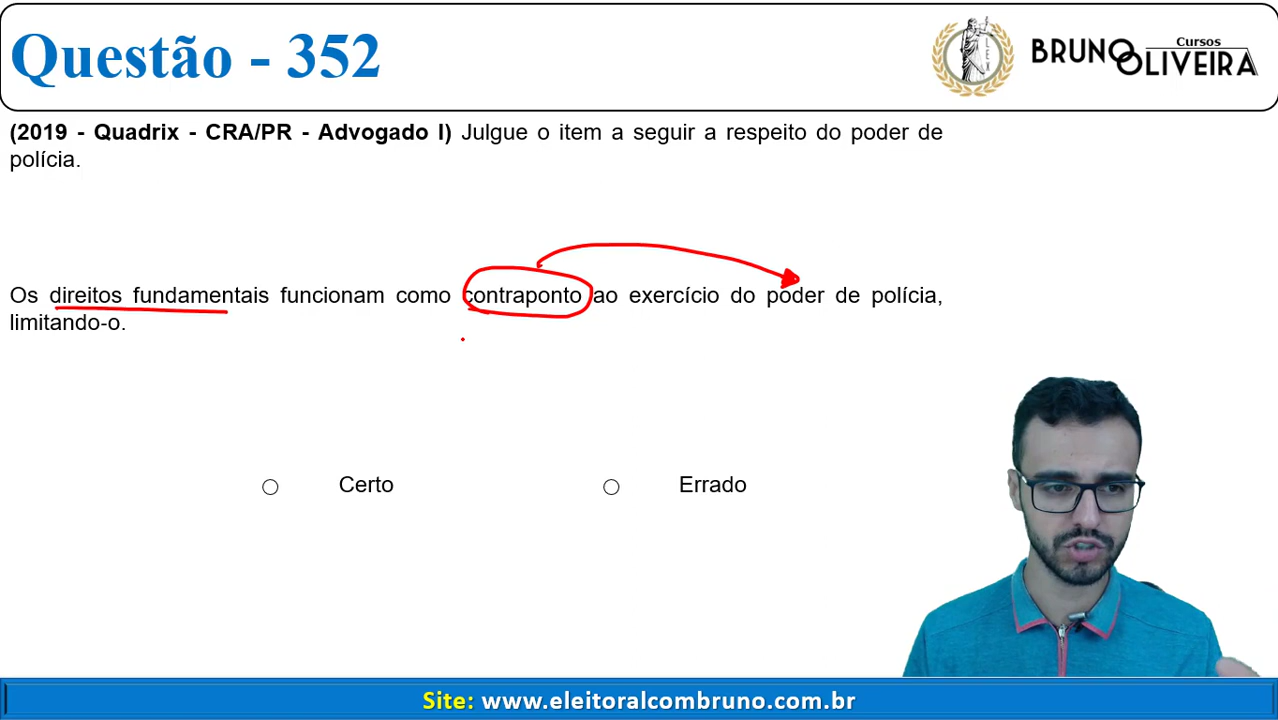 Questão - 352
Cursos
BRUNO
OLIVEIRA
LEX
(2019 - Quadrix - CRA/PR - Advogado I) Julgue o item a seguir a respeito do poder de
polícia.
Os direitos fundamentais funcionam como contraponto ao exercício do poder de polícia,
limitando-o.
Certo
Errado
Site: www.eleitoralcombruno.com.br